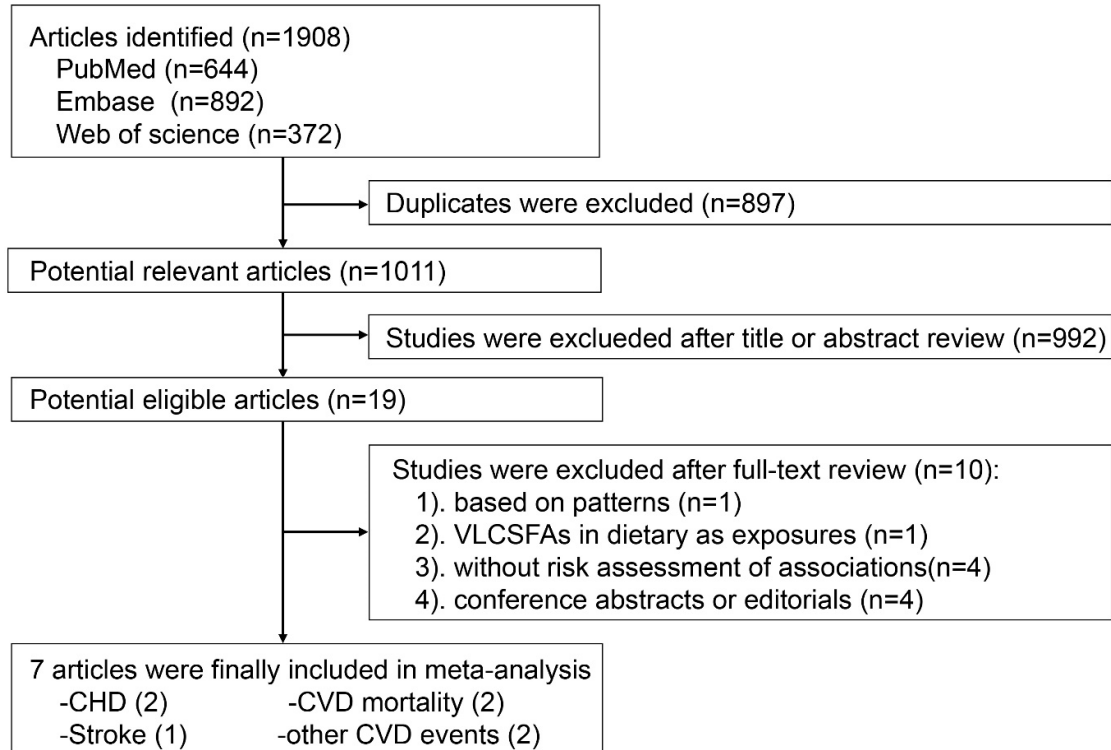 Articles identified (n=1908)
PubMed (n=644)
Embase (n=892)
Web of science (n=372)
Duplicates were excluded (n=897)
Potential relevant articles (n=1011)
Studies were exclueded after title or abstract review (n=992)
Potential eligible articles (n=19)
Studies were excluded after full-text review (n=10):
1). based on patterns (n=1)
2). VLCSFAs in dietary as exposures (n=1)
3). without risk assessment of associations(n=4)
4). conference abstracts or editorials (n=4)
7 articles were finally included in meta-analysis
-CHD (2) -CVD mortality (2)
-Stroke (1) -other CVD events (2)